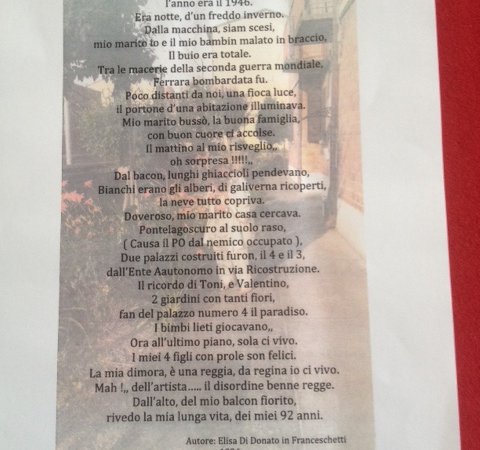 l'anno era il 1946.
Era notte, d'un freddo inverno.
Dalla macchina, siam scesi,
mio marito io e il mio bambin malato in braccio,
Il buio era totale.
Tra le macerie della seconda guerra mondiale,
Ferrara bombardata fu.
Poco distanti da noi, una fioca luce,
il portone d'una abitazione illuminava.
Mio marito bussò, la buona famiglia,
con buon cuore ci accolse.
Il mattino al mio risveglio,,
oh sorpresa !!!!!,,
Dal bacon, lunghi ghiaccioli pendevano,
Bianchi erano gli alberi, di galiverna ricoperti,
la neve tutto copriva.
Doveroso, mio marito casa cercava.
Pontelagoscuro al suolo raso,
( Causa il PO dal nemico occupato ),
Due palazzi costruiti furon, il 4 e il 3,
dall'Ente Aautonomo in via Ricostruzione.
Il ricordo di Toni, e Valentino,
2 giardini con tanti fiori,
fan del palazzo numero 4 il paradiso.
I bimbi lieti giocavano,,
Ora all'ultimo piano, sola ci vivo.
I miei 4 figli con prole son felici.
La mia dimora, è una reggia, da regina io ci vivo.
Mah !,, dell'artista..... il disordine benne regge.
Dall'alto, del mio balcon fiorito,
rivedo la mia lunga vita, dei miei 92 anni.
Autore: Elisa Di Donato in Franceschetti